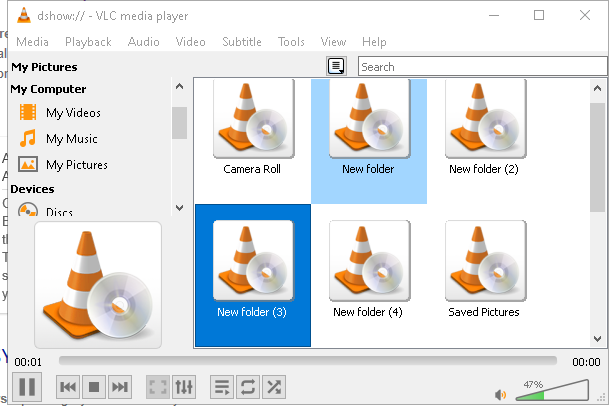 dshow:// - VLC media player
Media Playback Audio Video Subtitle Tools View Help
My Pictures
Search
My Computer
My Videos
My Music
My Pictures
Devices
Discs
Camera Roll
New folder
New folder (2)
New folder (3)
New folder (4)
Saved Pictures
00:01
00:00
47%